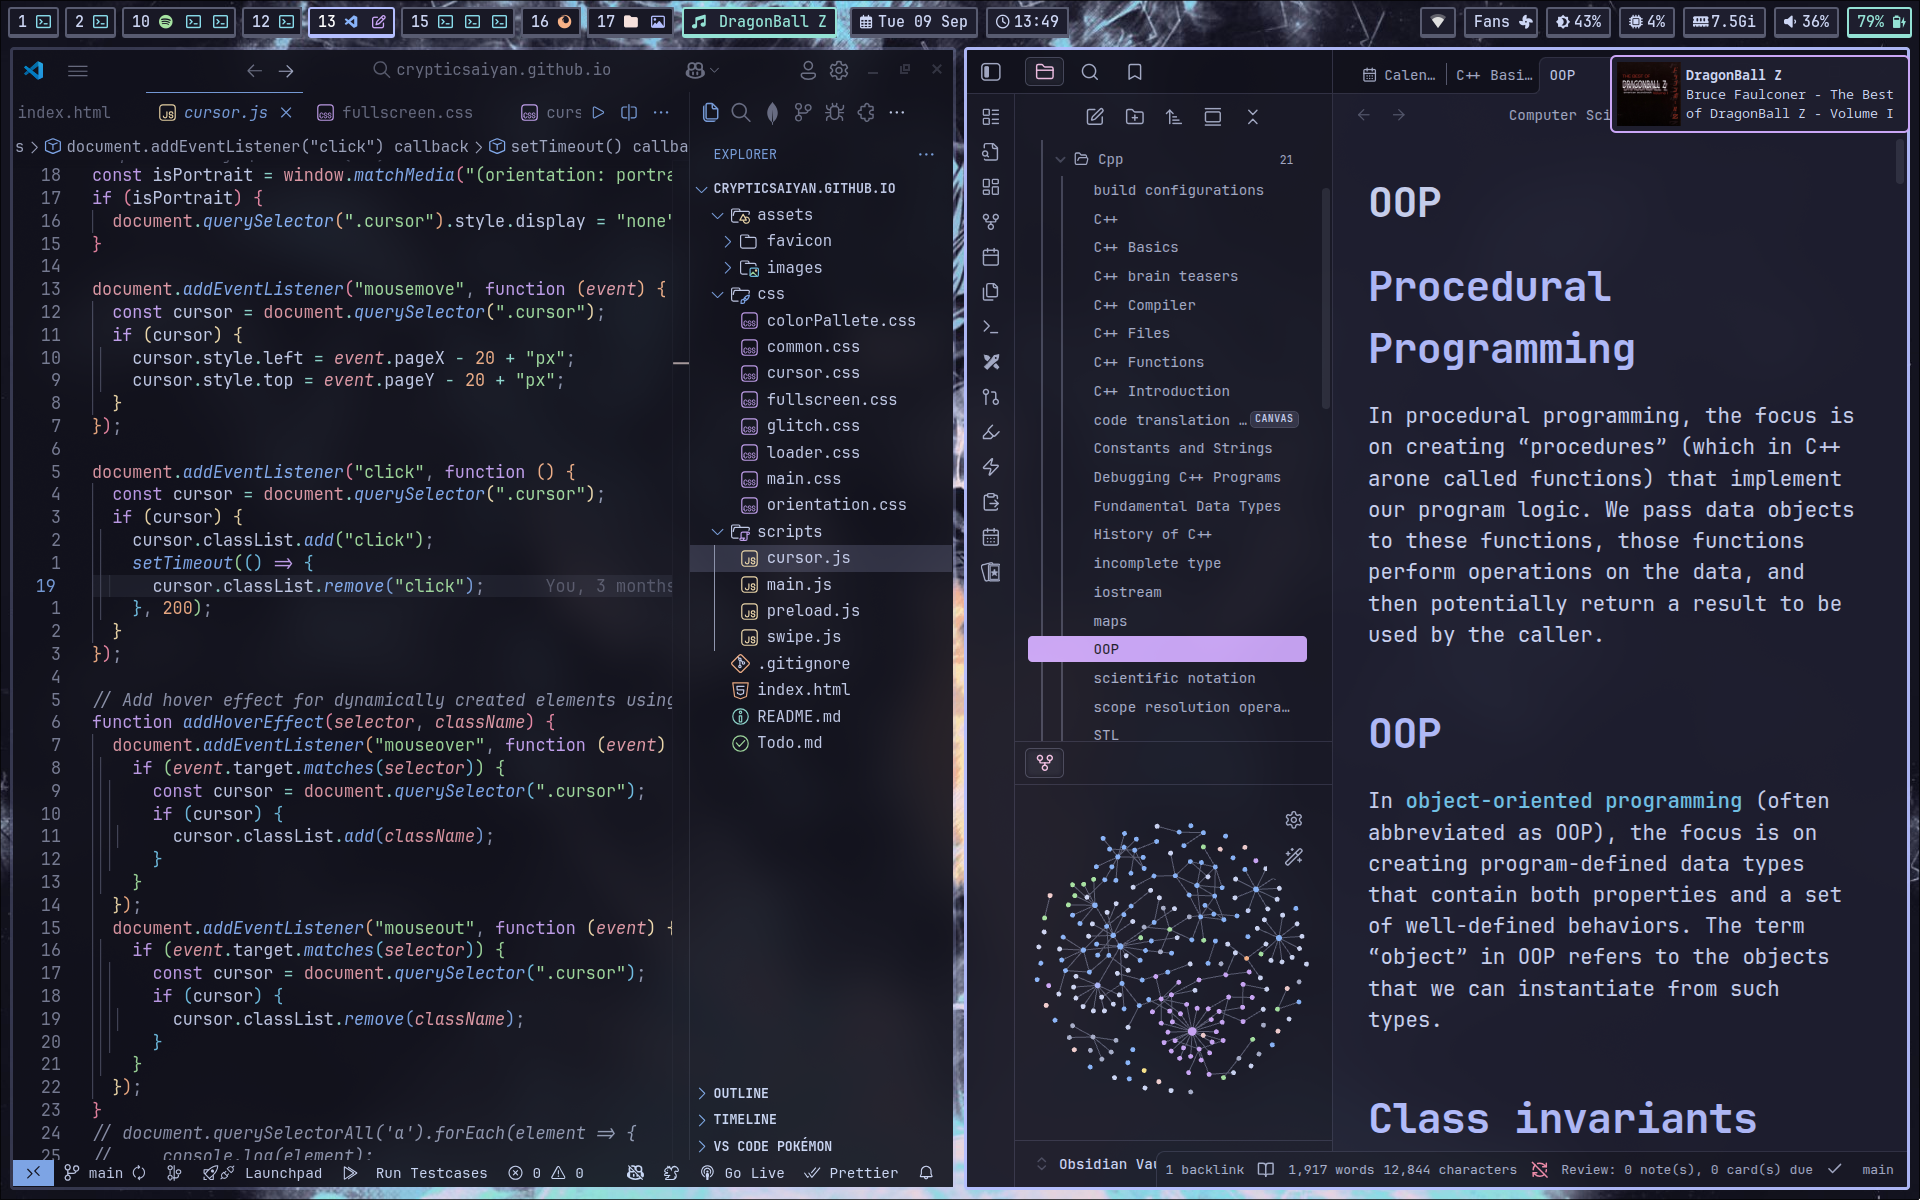 1 2 10 12 13 15 16 17 DragonBall Z Tue 09 Sep 13:49 Fans 43% 4% 7.5Gi 36% 79%
crypticsaiyan.github.io
index.html cursor.js fullscreen.css curs
s > document.addEventListener("click") callback > setTimeout() callba
18 const isPortrait = window.matchMedia("(orientation: portra
17 if (isPortrait) {
16 document.querySelector(".cursor").style.display = "none"
15 }
14
13 document.addEventListener("mousemove", function (event) {
12 const cursor = document.querySelector(".cursor");
11 if (cursor) {
10 cursor.style.left = event.pageX - 20 + "px";
9 cursor.style.top = event.pageY - 20 + "px";
8 }
7 });
6
5 document.addEventListener("click", function () {
4 const cursor = document.querySelector(".cursor");
3 if (cursor) {
2 cursor.classList.add("click");
1 setTimeout(() => {
19 cursor.classList.remove("click"); You, 3 months
1 }, 200);
2 }
3 });
4
5 // Add hover effect for dynamically created elements using
6 function addHoverEffect(selector, className) {
7 document.addEventListener("mouseover", function (event)
8 if (event.target.matches(selector)) {
9 const cursor = document.querySelector(".cursor");
10 if (cursor) {
11 cursor.classList.add(className);
12 }
13 }
14 });
15 document.addEventListener("mouseout", function (event) {
16 if (event.target.matches(selector)) {
17 const cursor = document.querySelector(".cursor");
18 if (cursor) {
19 cursor.classList.remove(className);
20 }
21 }
22 });
23 }
24 // document.querySelectorAll('a').forEach(element => {
25 // console.log(element);
EXPLORER
CRYPTICSAIYAN.GITHUB.IO
assets
favicon
images
css
colorPallete.css
common.css
cursor.css
fullscreen.css
glitch.css
loader.css
main.css
orientation.css
scripts
cursor.js
main.js
preload.js
swipe.js
.gitignore
index.html
README.md
Todo.md
OUTLINE
TIMELINE
VS CODE POKÉMON
main Launchpad Run Testcases 0 0 Go Live Prettier
Calen… C++ Basi… OOP
DragonBall Z
Bruce Faulconer - The Best
of DragonBall Z - Volume I
Computer Sci
Cpp 21
build configurations
C++
C++ Basics
C++ brain teasers
C++ Compiler
C++ Files
C++ Functions
C++ Introduction
code translation … CANVAS
Constants and Strings
Debugging C++ Programs
Fundamental Data Types
History of C++
incomplete type
iostream
maps
OOP
scientific notation
scope resolution opera…
STL
Obsidian Vau
OOP
Procedural
Programming
In procedural programming, the focus is
on creating “procedures” (which in C++
arone called functions) that implement
our program logic. We pass data objects
to these functions, those functions
perform operations on the data, and
then potentially return a result to be
used by the caller.
OOP
In object-oriented programming (often
abbreviated as OOP), the focus is on
creating program-defined data types
that contain both properties and a set
of well-defined behaviors. The term
“object” in OOP refers to the objects
that we can instantiate from such
types.
Class invariants
1 backlink 1,917 words 12,844 characters Review: 0 note(s), 0 card(s) due main